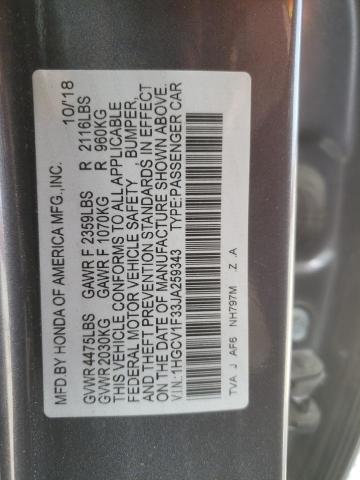 MFD.BY HONDA OF AMERICA MFG.,INC. 10/'18
GVWR 4475LBS GAWR F 2359LBS R 2116LBS
GVWR 2030KG GAWR F 1070KG R 960KG
THIS VEHICLE CONFORMS TO ALL APPLICABLE
FEDERAL MOTOR VEHICLE SAFETY , BUMPER,
AND THEFT PREVENTION STANDARDS IN EFFECT
ON THE DATE OF MANUFACTURE SHOWN ABOVE.
V.I.N.:1HGCV1F33JA259343 TYPE:PASSENGER CAR
TVA J AF6 NH797M Z .A